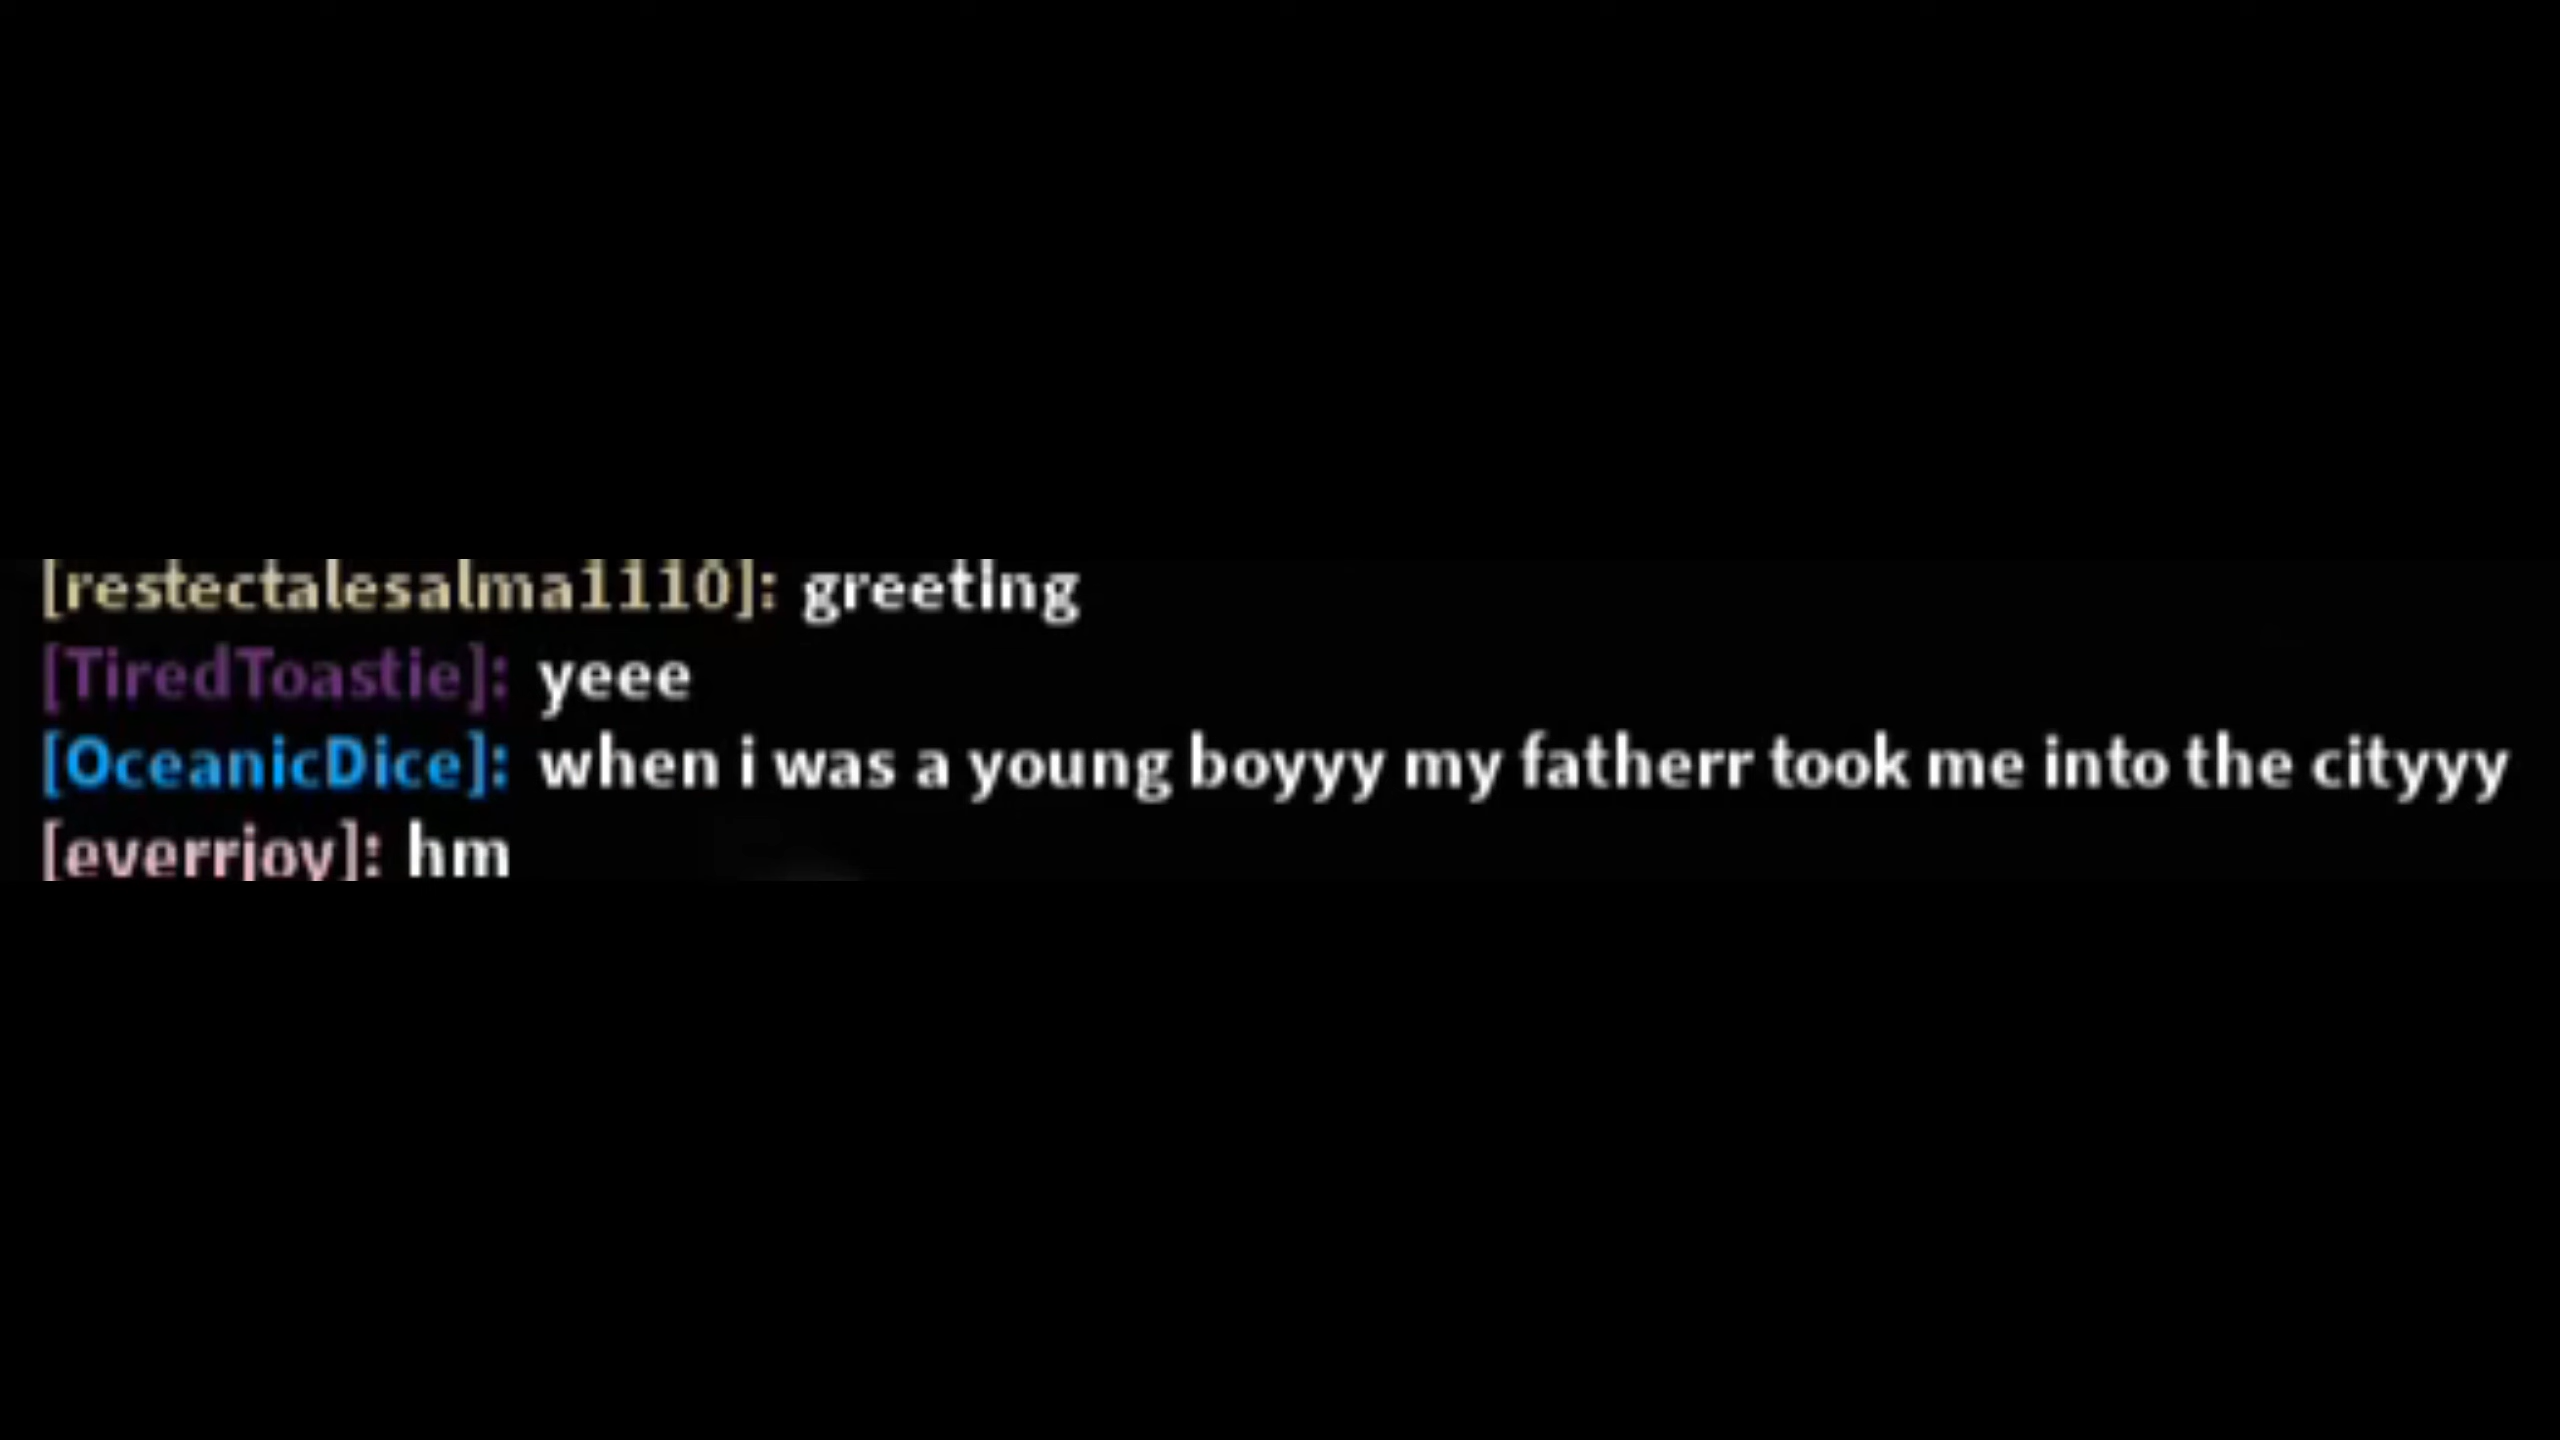 [restectalesalma1110]: greeting
[TiredToastie]: yeee
[OceanicDice]: when i was a young boyyy my fatherr took me into the cityyy
[everrjoy]: hm